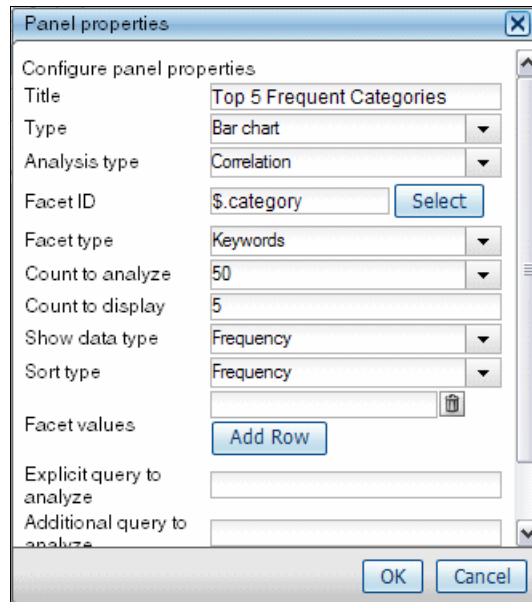 Panel properties
Configure panel properties
Title Top 5 Frequent Categories
Type Bar chart
Analysis type Correlation
Facet ID $.category Select
Facet type Keywords
Count to analyze 50
Count to display 5
Show data type Frequency
Sort type Frequency
Facet values
Add Row
Explicit query to
analyze
Additional query to
analyze
OK Cancel